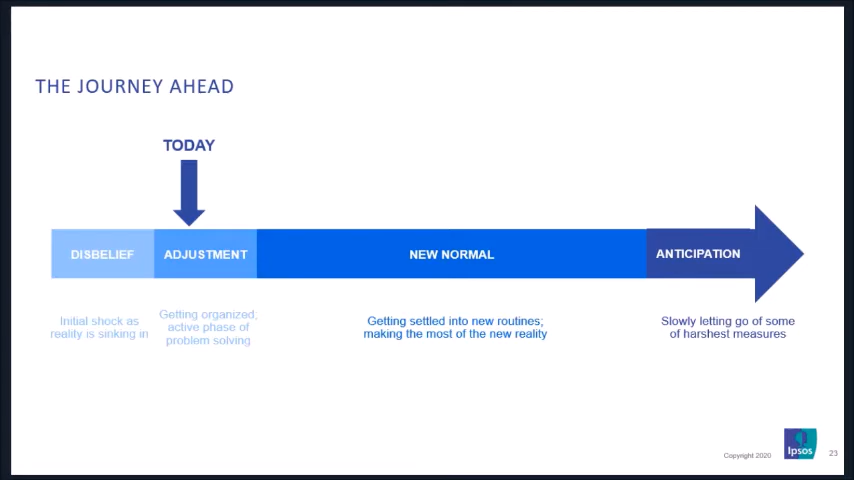 THE JOURNEY AHEAD
TODAY
DISBELIEF
ADJUSTMENT
NEW NORMAL
ANTICIPATION
Initial shock as
reality is sinking in
Getting organized;
active phase of
problem solving
Getting settled into new routines;
making the most of the new reality
Slowly letting go of some
of harshest measures
Copyright 2020
Ipsos
23